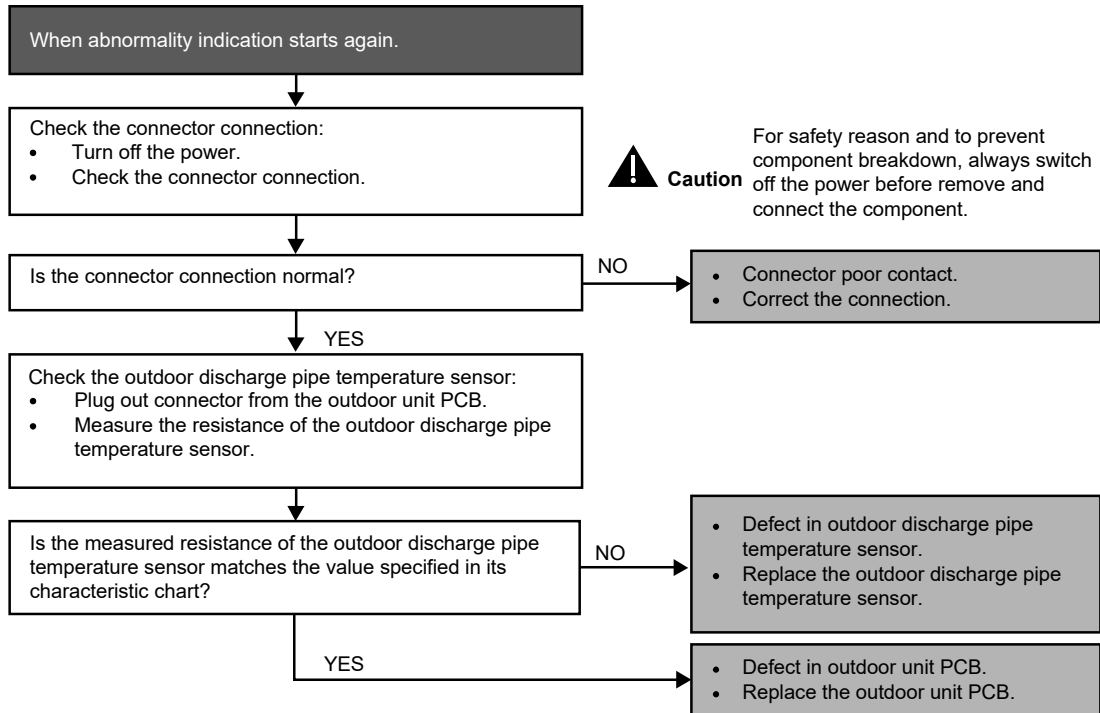 When abnormality indication starts again.
Check the connector connection:
• Turn off the power.
• Check the connector connection.
Caution
For safety reason and to prevent
component breakdown, always switch
off the power before remove and
connect the component.
Is the connector connection normal?
NO
• Connector poor contact.
• Correct the connection.
YES
Check the outdoor discharge pipe temperature sensor:
• Plug out connector from the outdoor unit PCB.
• Measure the resistance of the outdoor discharge pipe
temperature sensor.
Is the measured resistance of the outdoor discharge pipe
temperature sensor matches the value specified in its
characteristic chart?
NO
• Defect in outdoor discharge pipe
temperature sensor.
• Replace the outdoor discharge pipe
temperature sensor.
YES
• Defect in outdoor unit PCB.
• Replace the outdoor unit PCB.